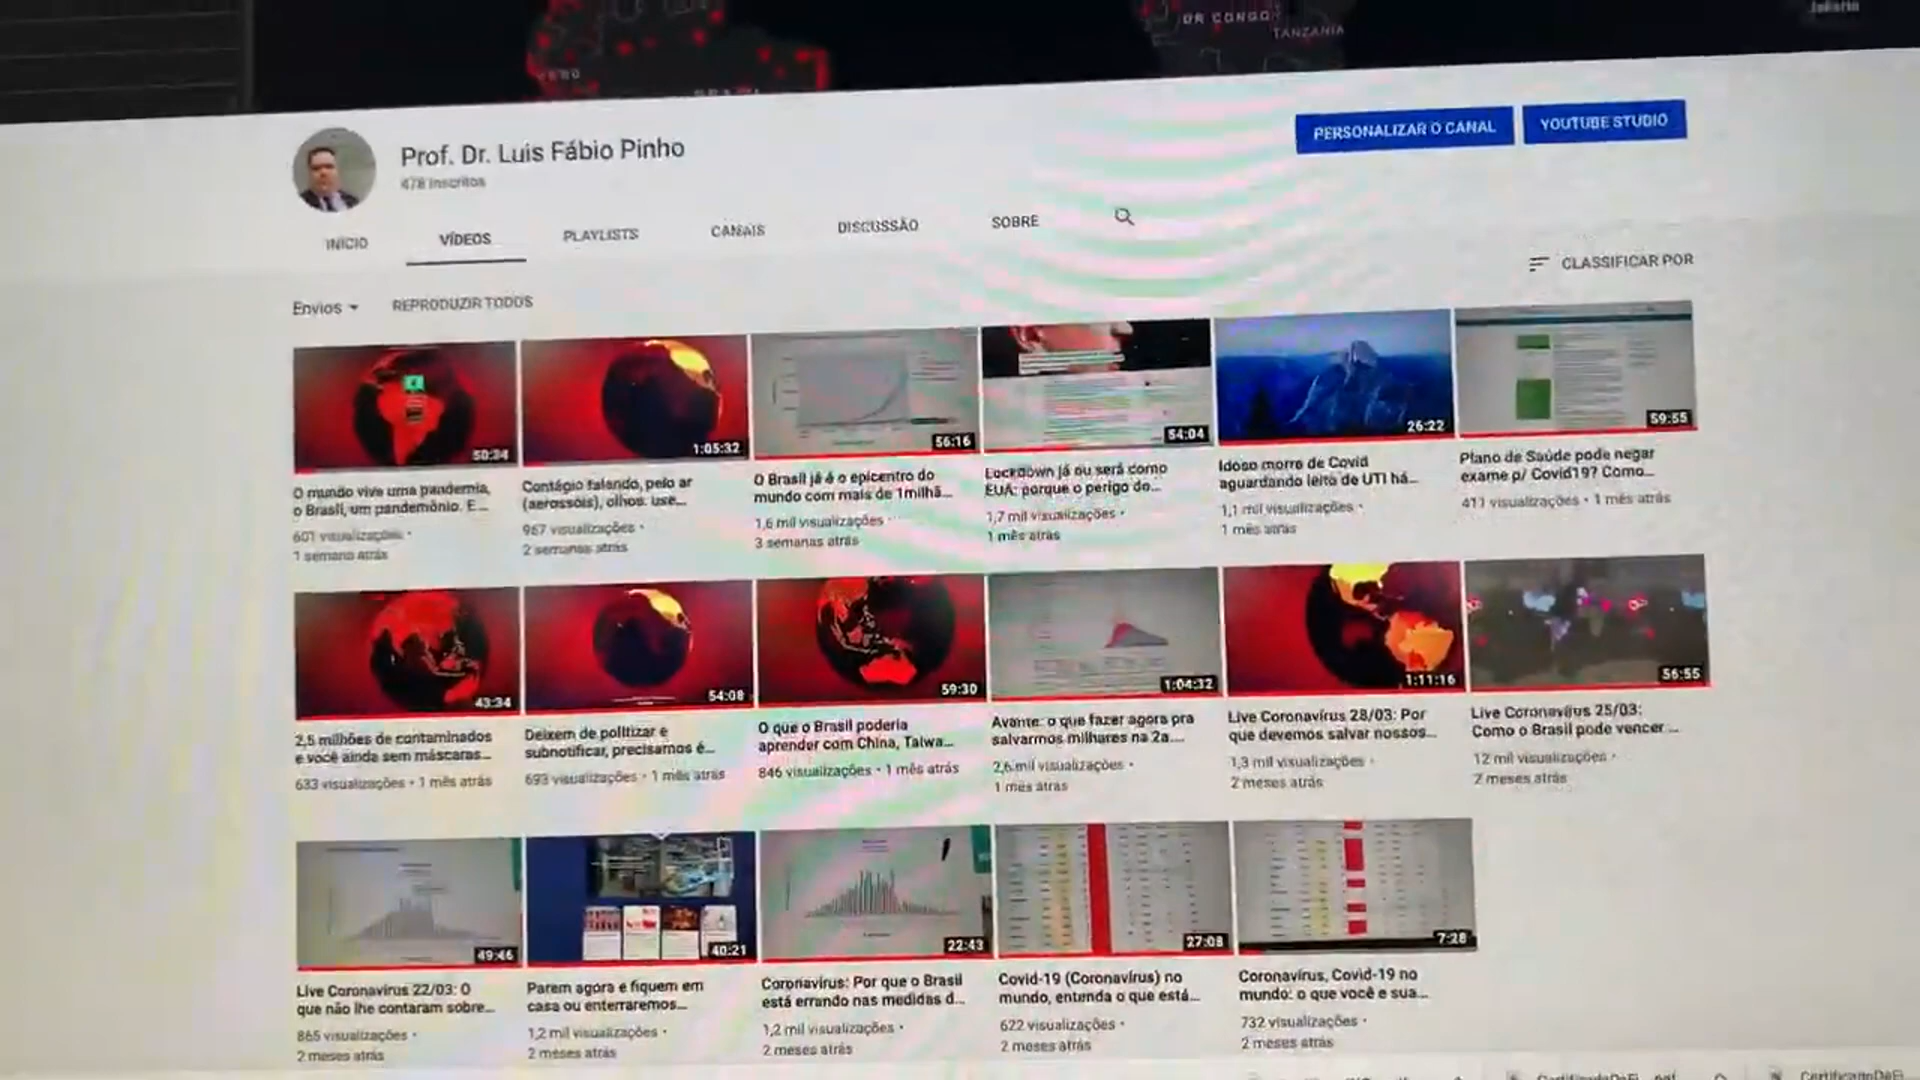 DR CONGO
TANZANIA
Jakarta
PERU
BRAZIL
Prof. Dr. Luis Fábio Pinho
478 inscritos
PERSONALIZAR O CANAL
YOUTUBE STUDIO
INÍCIO
VÍDEOS
PLAYLISTS
CANAIS
DISCUSSÃO
SOBRE
Envios
REPRODUZIR TODOS
CLASSIFICAR POR
50:34
1:05:32
56:16
54:04
26:22
59:55
O mundo vive uma pandemia,
o Brasil, um pandemônio. E...
601 visualizações •
1 semana atrás
Contágio falando, pelo ar
(aerossóis), olhos: use...
967 visualizações •
2 semanas atrás
O Brasil já é o epicentro do
mundo com mais de 1milhã...
1,6 mil visualizações •
3 semanas atrás
Lockdown já ou será como
EUA: porque o perigo do...
1,7 mil visualizações •
1 mês atrás
Idoso morre de Covid
aguardando leito de UTI há...
1,1 mil visualizações •
1 mês atrás
Plano de Saúde pode negar
exame p/ Covid19? Como...
411 visualizações • 1 mês atrás
43:34
54:08
59:30
1:04:32
1:11:16
56:55
2,5 milhões de contaminados
e você ainda sem máscaras...
633 visualizações • 1 mês atrás
Deixem de politizar e
subnotificar, precisamos é...
693 visualizações • 1 mês atrás
O que o Brasil poderia
aprender com China, Taiwa...
846 visualizações • 1 mês atrás
Avante: o que fazer agora pra
salvarmos milhares na 2a....
2,6 mil visualizações •
1 mês atrás
Live Coronavírus 28/03: Por
que devemos salvar nossos...
1,3 mil visualizações •
2 meses atrás
Live Coronavírus 25/03:
Como o Brasil pode vencer ...
12 mil visualizações •
2 meses atrás
49:46
40:21
22:43
27:08
7:28
Live Coronavírus 22/03: O
que não lhe contaram sobre...
865 visualizações •
2 meses atrás
Parem agora e fiquem em
casa ou enterraremos...
1,2 mil visualizações •
2 meses atrás
Coronavírus: Por que o Brasil
está errando nas medidas d...
1,2 mil visualizações •
2 meses atrás
Covid-19 (Coronavírus) no
mundo, entenda o que está...
622 visualizações •
2 meses atrás
Coronavírus, Covid-19 no
mundo: o que você e sua...
732 visualizações •
2 meses atrás